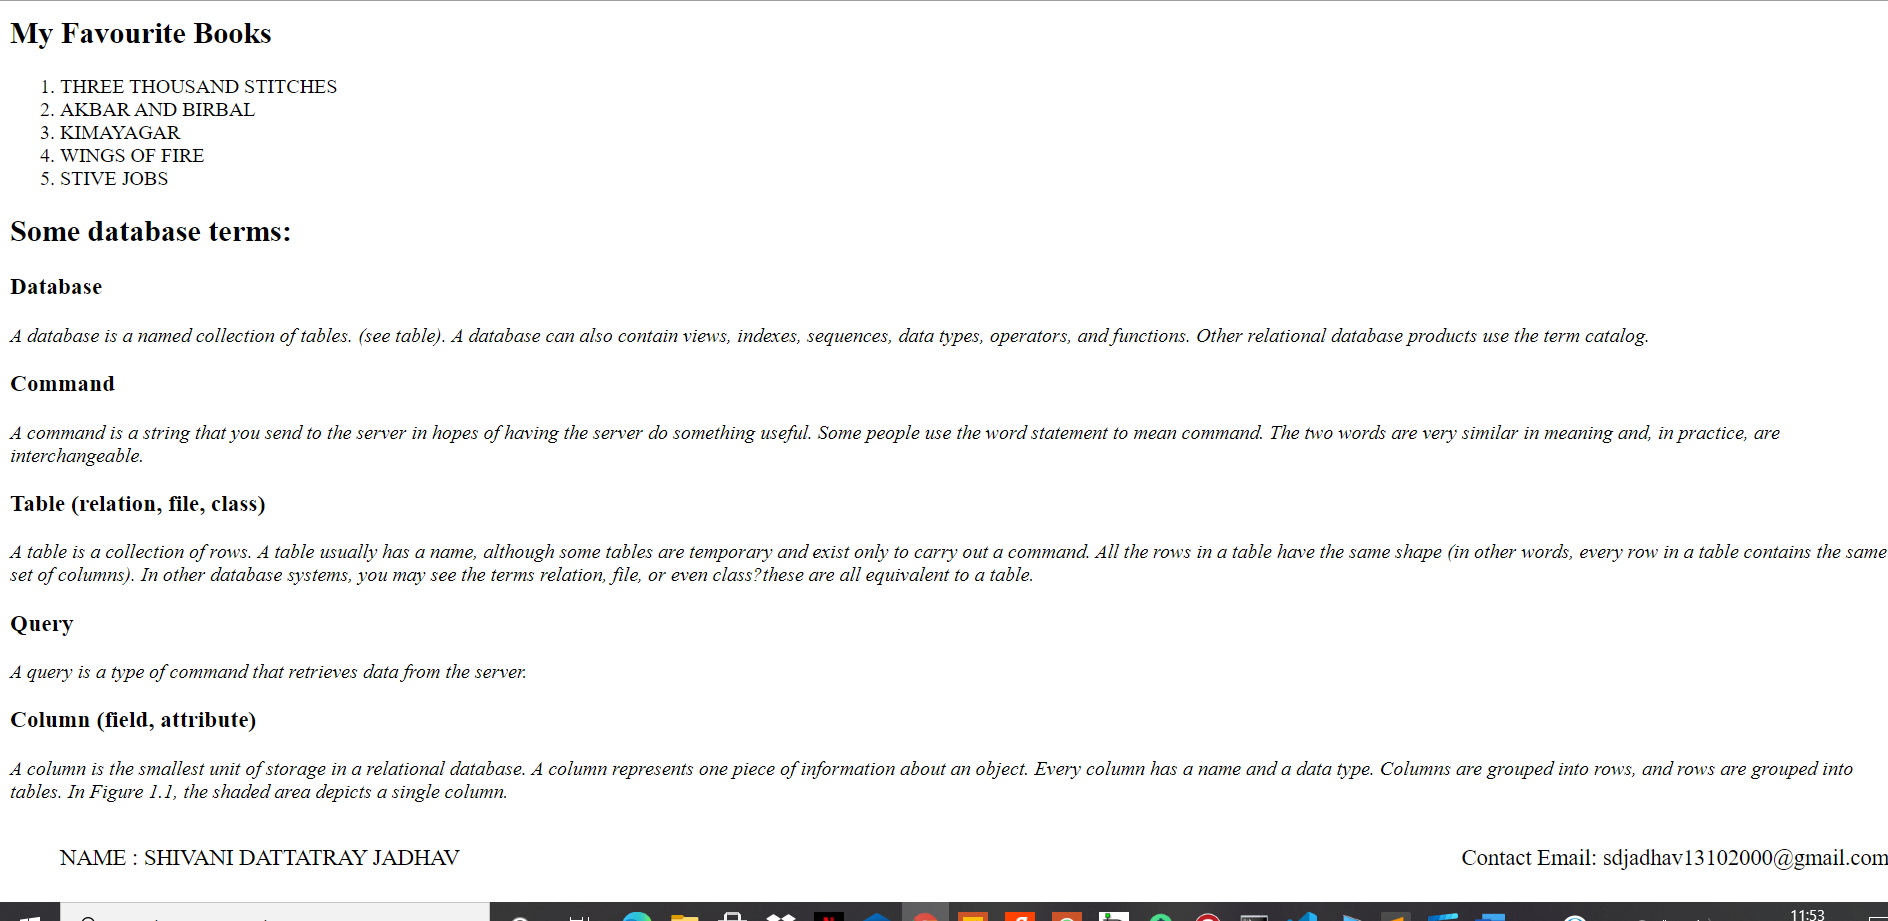 My Favourite Books
1. THREE THOUSAND STITCHES
2. AKBAR AND BIRBAL
3. KIMAYAGAR
4. WINGS OF FIRE
5. STIVE JOBS
Some database terms:
Database
A database is a named collection of tables. (see table). A database can also contain views, indexes, sequences, data types, operators, and functions. Other relational database products use the term catalog.
Command
A command is a string that you send to the server in hopes of having the server do something useful. Some people use the word statement to mean command. The two words are very similar in meaning and, in practice, are
interchangeable.
Table (relation, file, class)
A table is a collection of rows. A table usually has a name, although some tables are temporary and exist only to carry out a command. All the rows in a table have the same shape (in other words, every row in a table contains the same
set of columns). In other database systems, you may see the terms relation, file, or even class?these are all equivalent to a table.
Query
A query is a type of command that retrieves data from the server.
Column (field, attribute)
A column is the smallest unit of storage in a relational database. A column represents one piece of information about an object. Every column has a name and a data type. Columns are grouped into rows, and rows are grouped into
tables. In Figure 1.1, the shaded area depicts a single column.
NAME : SHIVANI DATTATRAY JADHAV Contact Email: sdjadhav13102000@gmail.com
11:53